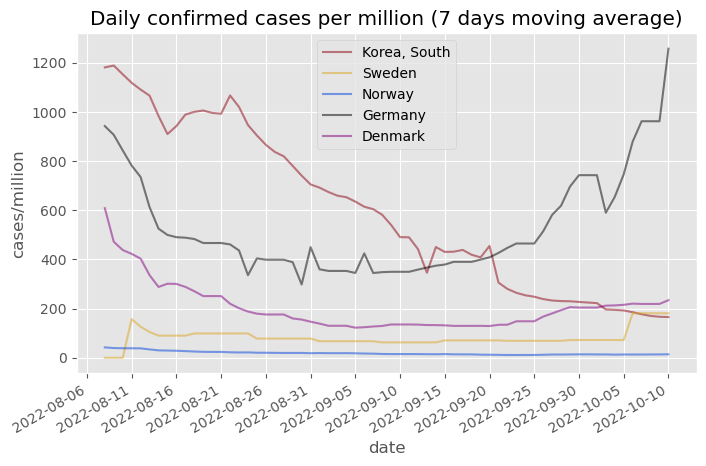 Daily confirmed cases per million (7 days moving average)
Korea, South
Sweden
Norway
Germany
Denmark
cases/million
1200
1000
800
600
400
200
0
2022-08-06
2022-08-11
2022-08-16
2022-08-21
2022-08-26
2022-08-31
2022-09-05
2022-09-10
2022-09-15
2022-09-20
2022-09-25
2022-09-30
2022-10-05
2022-10-10
date